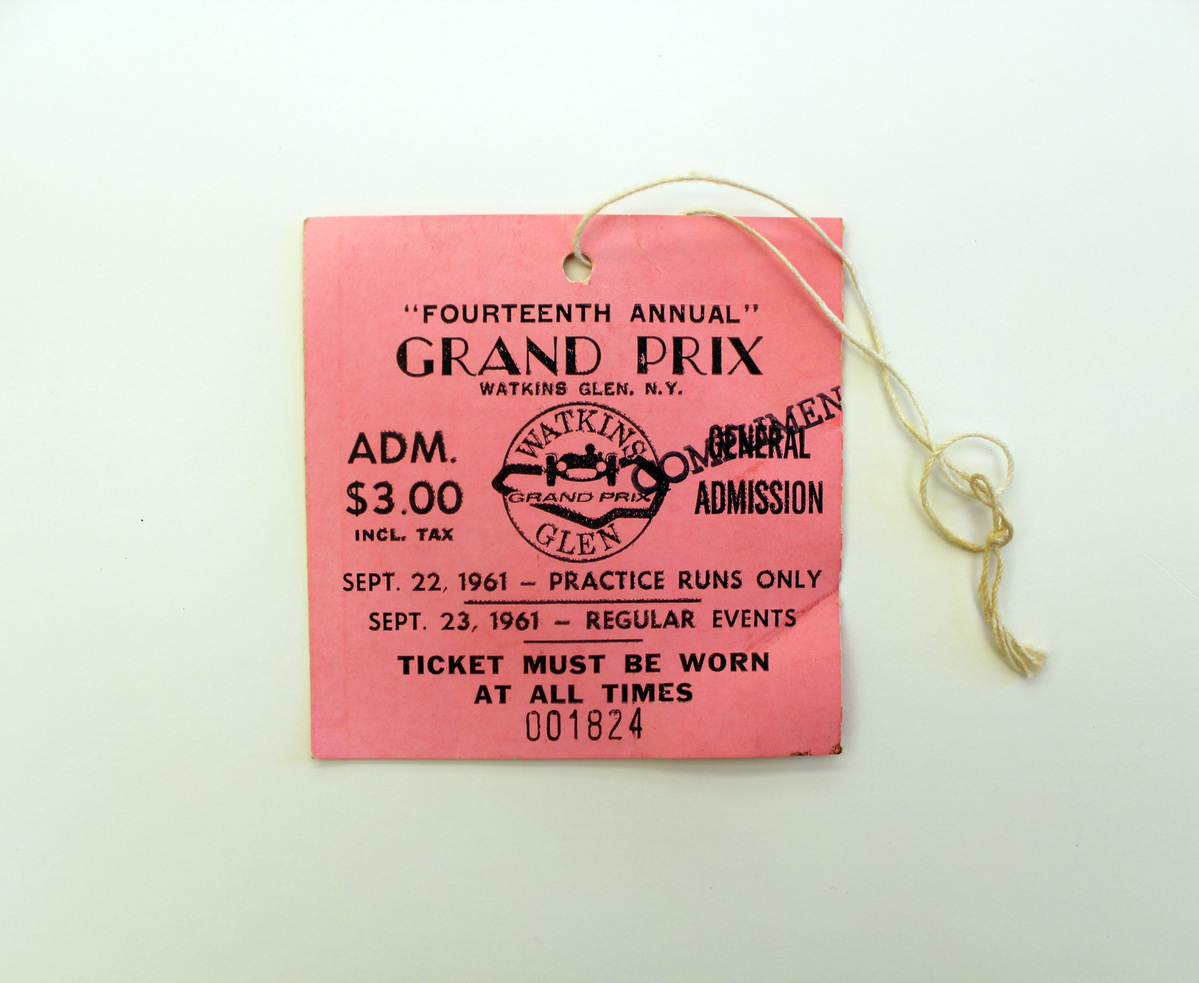 "FOURTEENTH ANNUAL"
GRAND PRIX
WATKINS GLEN, N.Y.
ADM.
$3.00
INCL. TAX
WATKINS
GRAND PRIX
GLEN
COMPLIMEN
GENERAL
ADMISSION
SEPT. 22, 1961 – PRACTICE RUNS ONLY
SEPT. 23, 1961 – REGULAR EVENTS
TICKET MUST BE WORN
AT ALL TIMES
001824